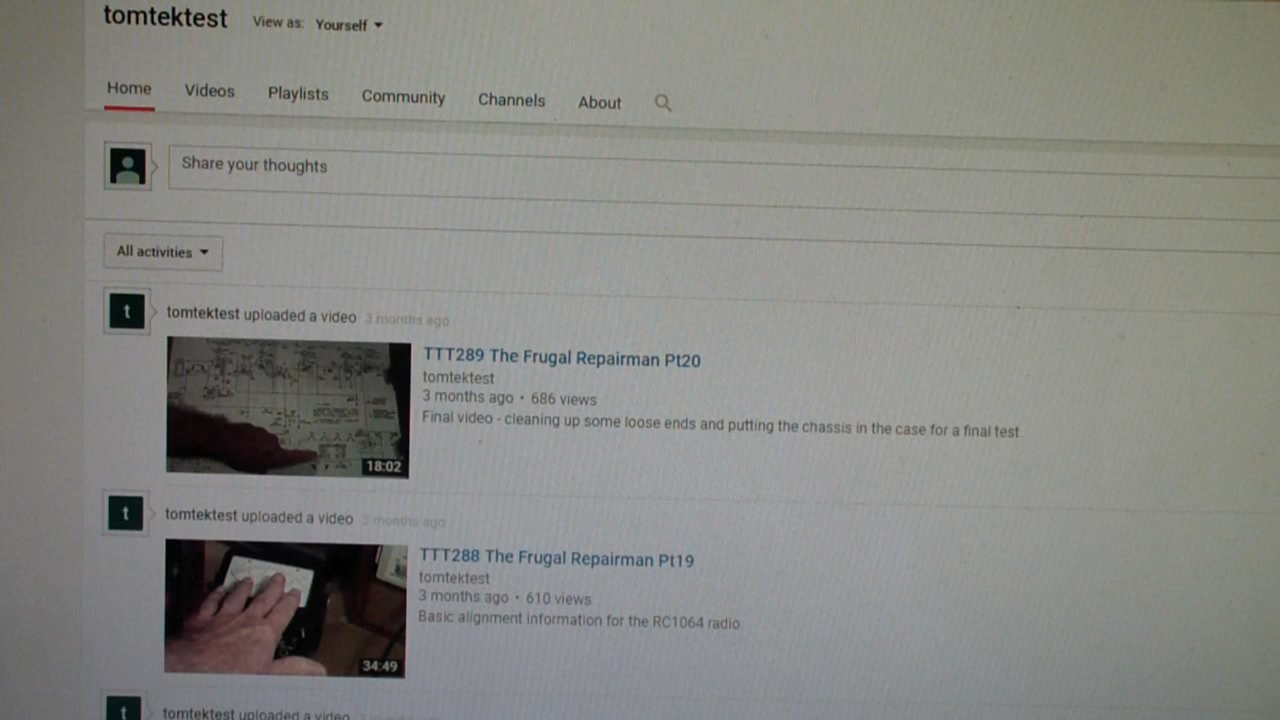 tomtektest View as: Yourself
Home Videos Playlists Community Channels About
Share your thoughts
All activities
t
tomtektest uploaded a video 3 months ago
TTT289 The Frugal Repairman Pt20
tomtektest
3 months ago · 686 views
Final video - cleaning up some loose ends and putting the chassis in the case for a final test.
18:02
t
tomtektest uploaded a video 3 months ago
TTT288 The Frugal Repairman Pt19
tomtektest
3 months ago · 610 views
Basic alignment information for the RC1064 radio.
34:49
t
tomtektest uploaded a video